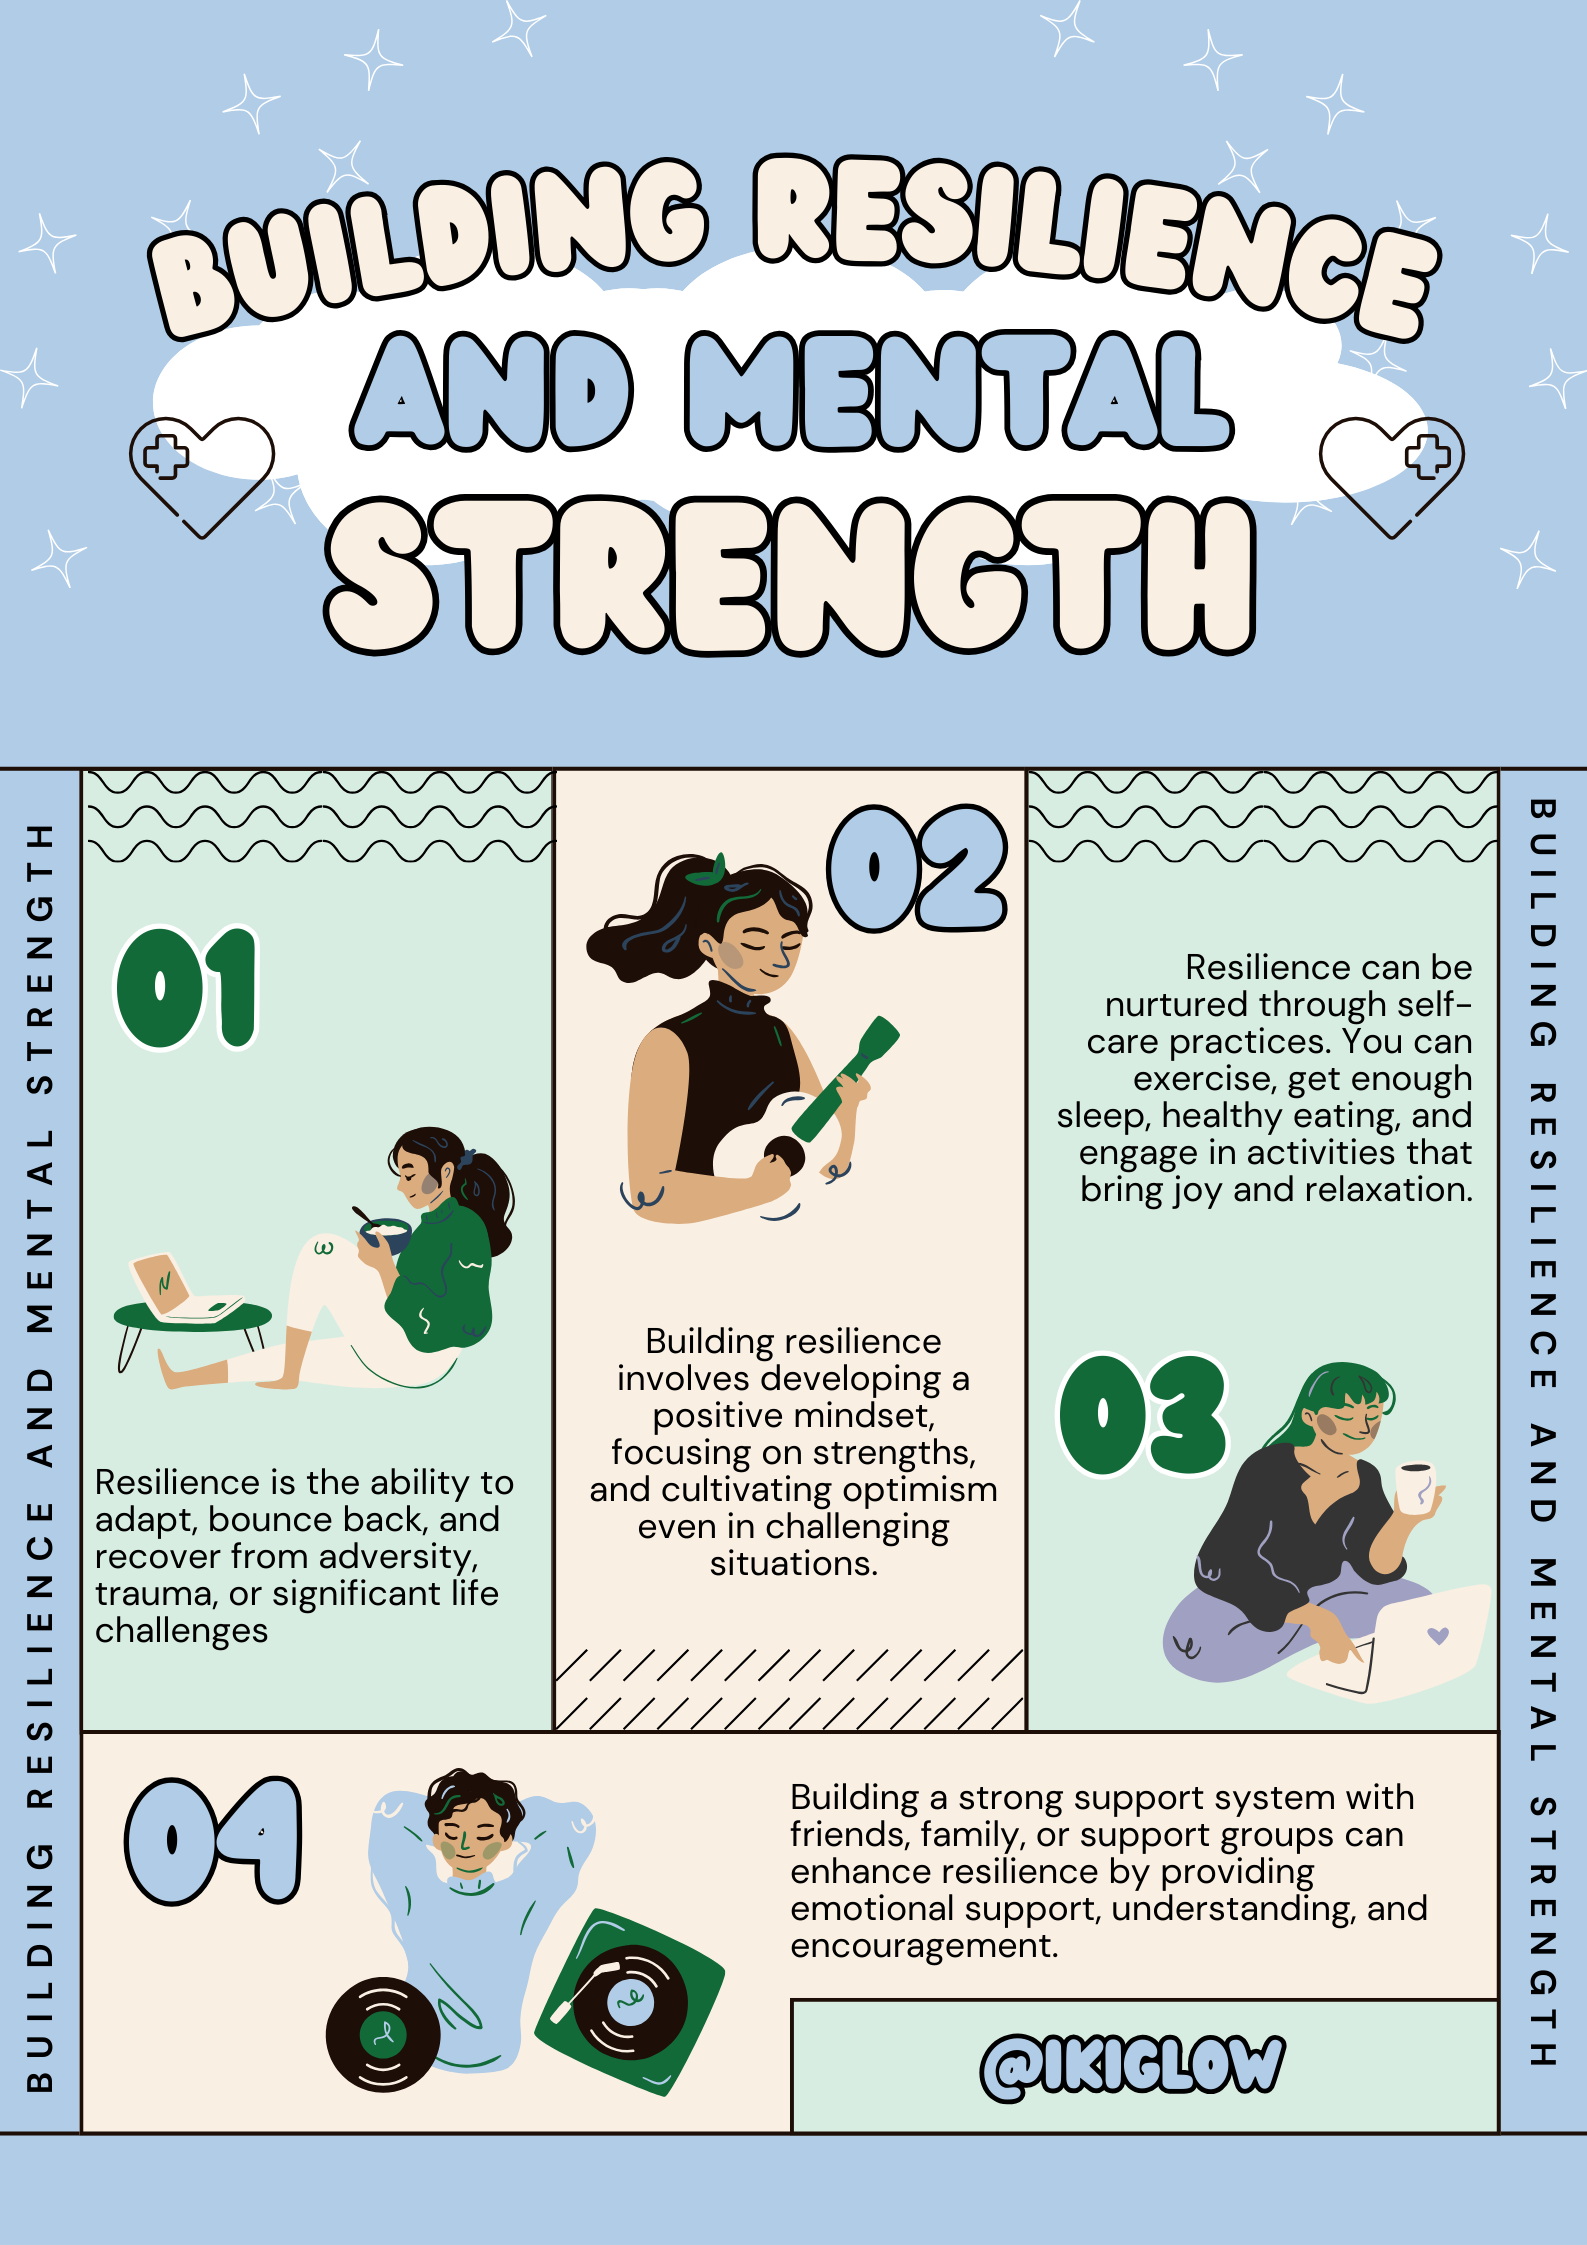 BUILDING RESILIENCE
AND MENTAL
STRENGTH
BUILDING RESILIENCE AND MENTAL STRENGTH
01
Resilience is the ability to
adapt, bounce back, and
recover from adversity,
trauma, or significant life
challenges
02
Building resilience
involves developing a
positive mindset,
focusing on strengths,
and cultivating optimism
even in challenging
situations.
Resilience can be
nurtured through self-
care practices. You can
exercise, get enough
sleep, healthy eating, and
engage in activities that
bring joy and relaxation.
03
04
Building a strong support system with
friends, family, or support groups can
enhance resilience by providing
emotional support, understanding, and
encouragement.
@IKIGLOW
BUILDING RESILIENCE AND MENTAL STRENGTH